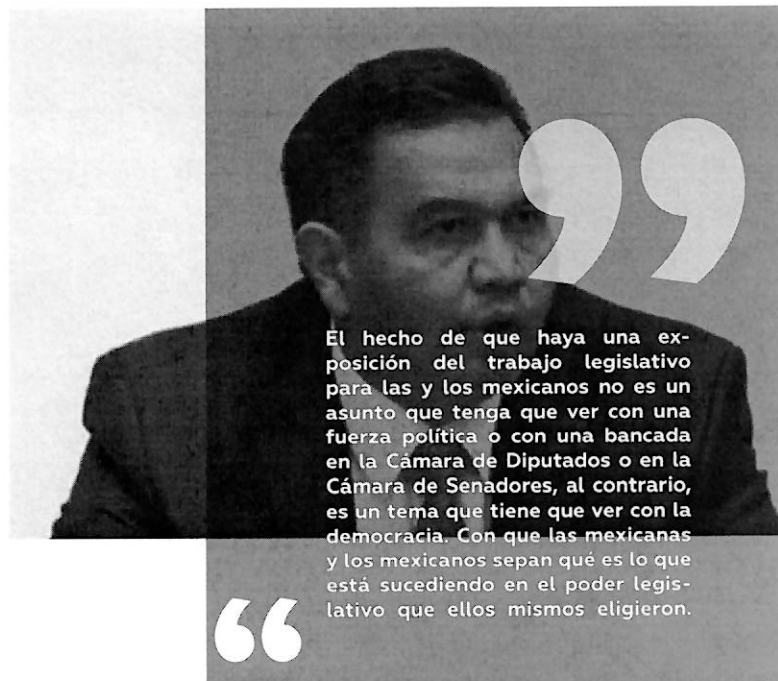 El hecho de que haya una ex-
posición del trabajo legislativo
para las y los mexicanos no es un
asunto que tenga que ver con una
fuerza política o con una bancada
en la Cámara de Diputados o en la
Cámara de Senadores, al contrario,
es un tema que tiene que ver con la
democracia. Con que las mexicanas
y los mexicanos sepan qué es lo que
está sucediendo en el poder legis-
lativo que ellos mismos eligieron.